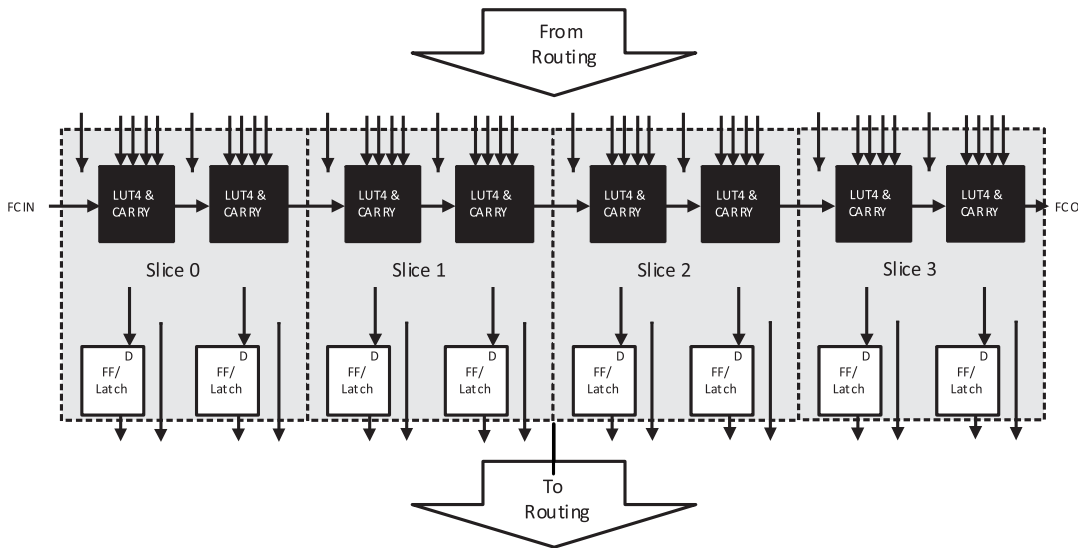 From
Routing
LUT4 &
CARRY
LUT4 &
CARRY
LUT4 &
CARRY
LUT4 &
CARRY
LUT4 &
CARRY
LUT4 &
CARRY
LUT4 &
CARRY
LUT4 &
CARRY
FCIN
FCO
Slice 0
Slice 1
Slice 2
Slice 3
D
FF/
Latch
D
FF/
Latch
D
FF/
Latch
D
FF/
Latch
D
FF/
Latch
D
FF/
Latch
D
FF/
Latch
D
FF/
Latch
To
Routing